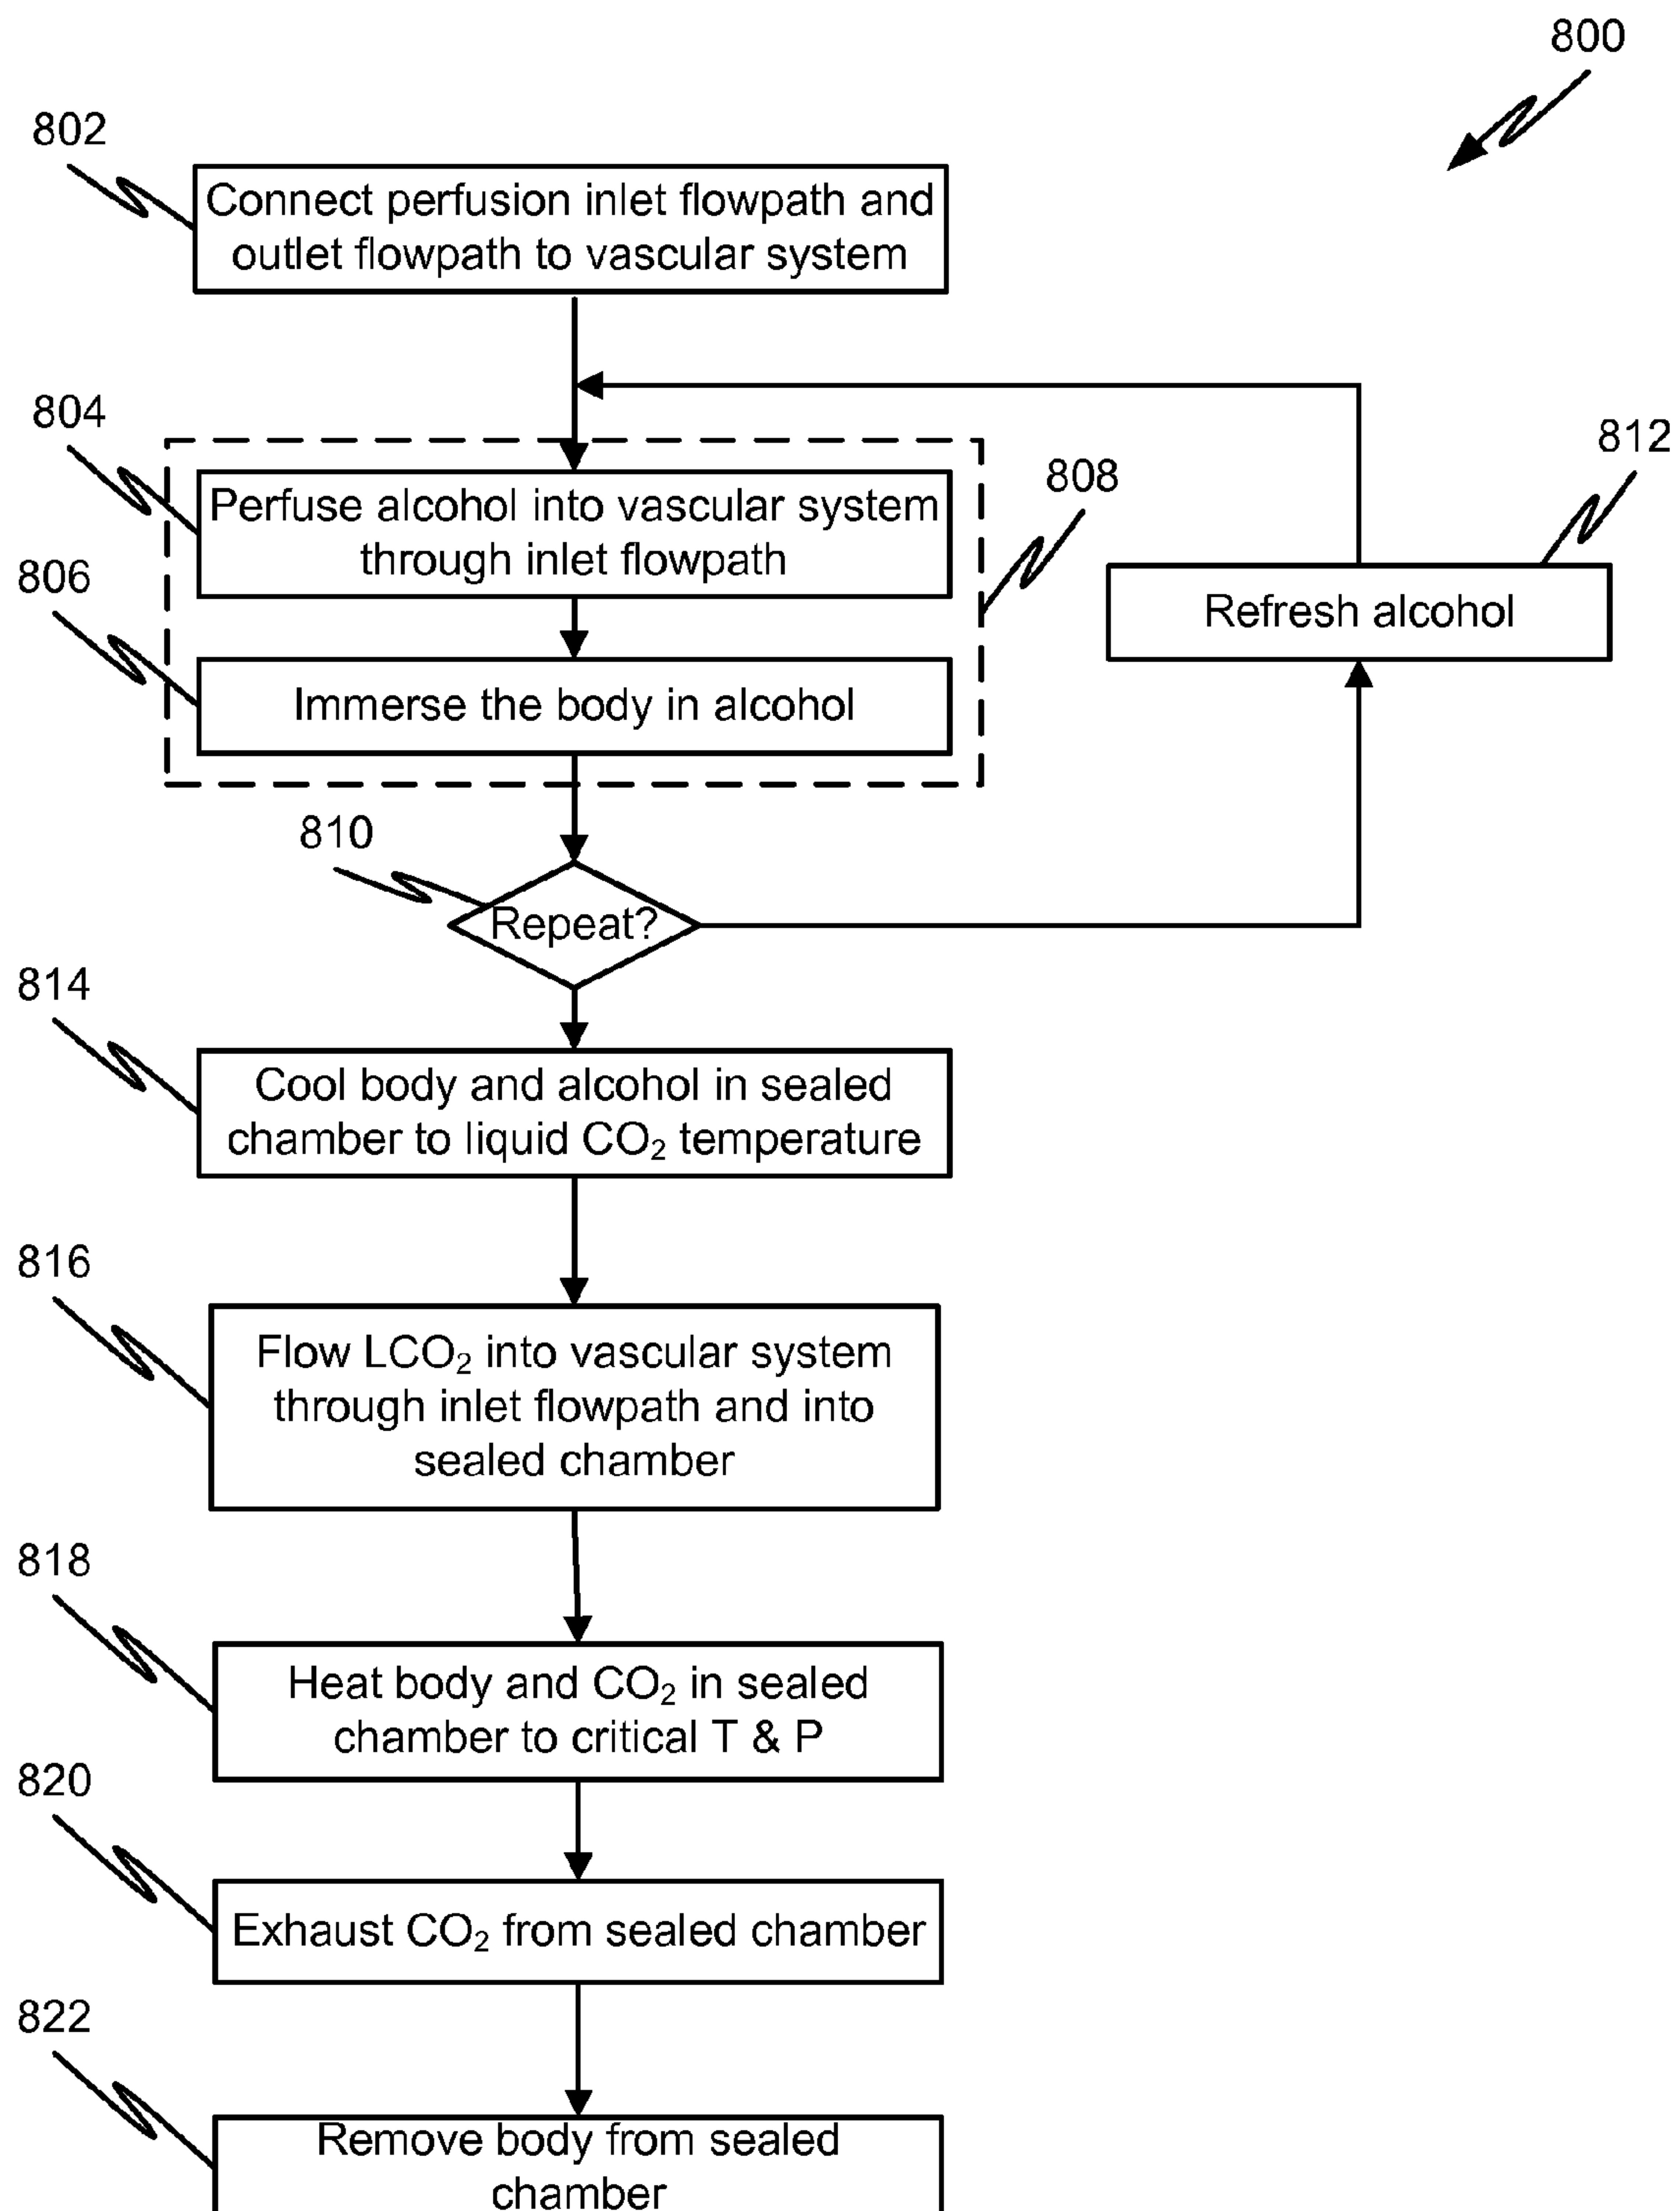 800
802
Connect perfusion inlet flowpath and
outlet flowpath to vascular system
804
812
808
Perfuse alcohol into vascular system
through inlet flowpath
806
Refresh alcohol
Immerse the body in alcohol
810
Repeat?
814
Cool body and alcohol in sealed
chamber to liquid CO₂ temperature
816
Flow LCO₂ into vascular system
through inlet flowpath and into
sealed chamber
818
Heat body and CO₂ in sealed
chamber to critical T & P
820
Exhaust CO₂ from sealed chamber
822
Remove body from sealed
chamber